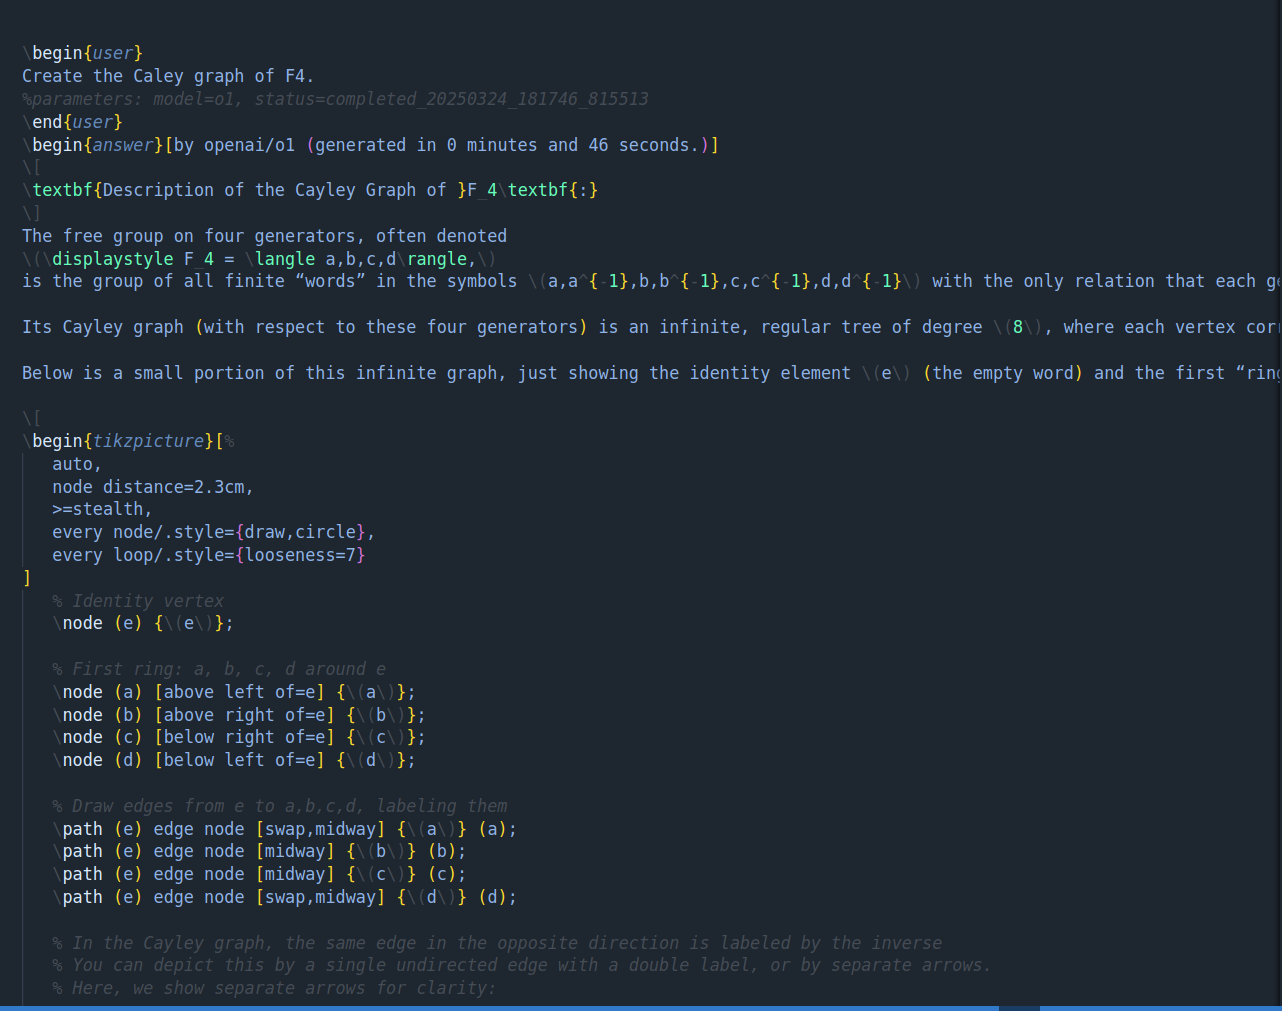 \begin{user}
Create the Caley graph of F4.
%parameters: model=o1, status=completed_20250324_181746_815513
\end{user}
\begin{answer}[by openai/o1 (generated in 0 minutes and 46 seconds.)]
\[
\textbf{Description of the Cayley Graph of }F_4\textbf{:}
\]
The free group on four generators, often denoted
\(\displaystyle F_4 = \langle a,b,c,d\rangle,\)
is the group of all finite “words” in the symbols \(a,a^{-1},b,b^{-1},c,c^{-1},d,d^{-1}\) with the only relation that each
Its Cayley graph (with respect to these four generators) is an infinite, regular tree of degree \(8\), where each vertex
Below is a small portion of this infinite graph, just showing the identity element \(e\) (the empty word) and the first “ring
\[
\begin{tikzpicture}[%
auto,
node distance=2.3cm,
>=stealth,
every node/.style={draw,circle},
every loop/.style={looseness=7}
]
% Identity vertex
\node (e) {\(e\)};
% First ring: a, b, c, d around e
\node (a) [above left of=e] {\(a\)};
\node (b) [above right of=e] {\(b\)};
\node (c) [below right of=e] {\(c\)};
\node (d) [below left of=e] {\(d\)};
% Draw edges from e to a,b,c,d, labeling them
\path (e) edge node [swap,midway] {\(a\)} (a);
\path (e) edge node [midway] {\(b\)} (b);
\path (e) edge node [midway] {\(c\)} (c);
\path (e) edge node [swap,midway] {\(d\)} (d);
% In the Cayley graph, the same edge in the opposite direction is labeled by the inverse
% You can depict this by a single undirected edge with a double label, or by separate arrows.
% Here, we show separate arrows for clarity: